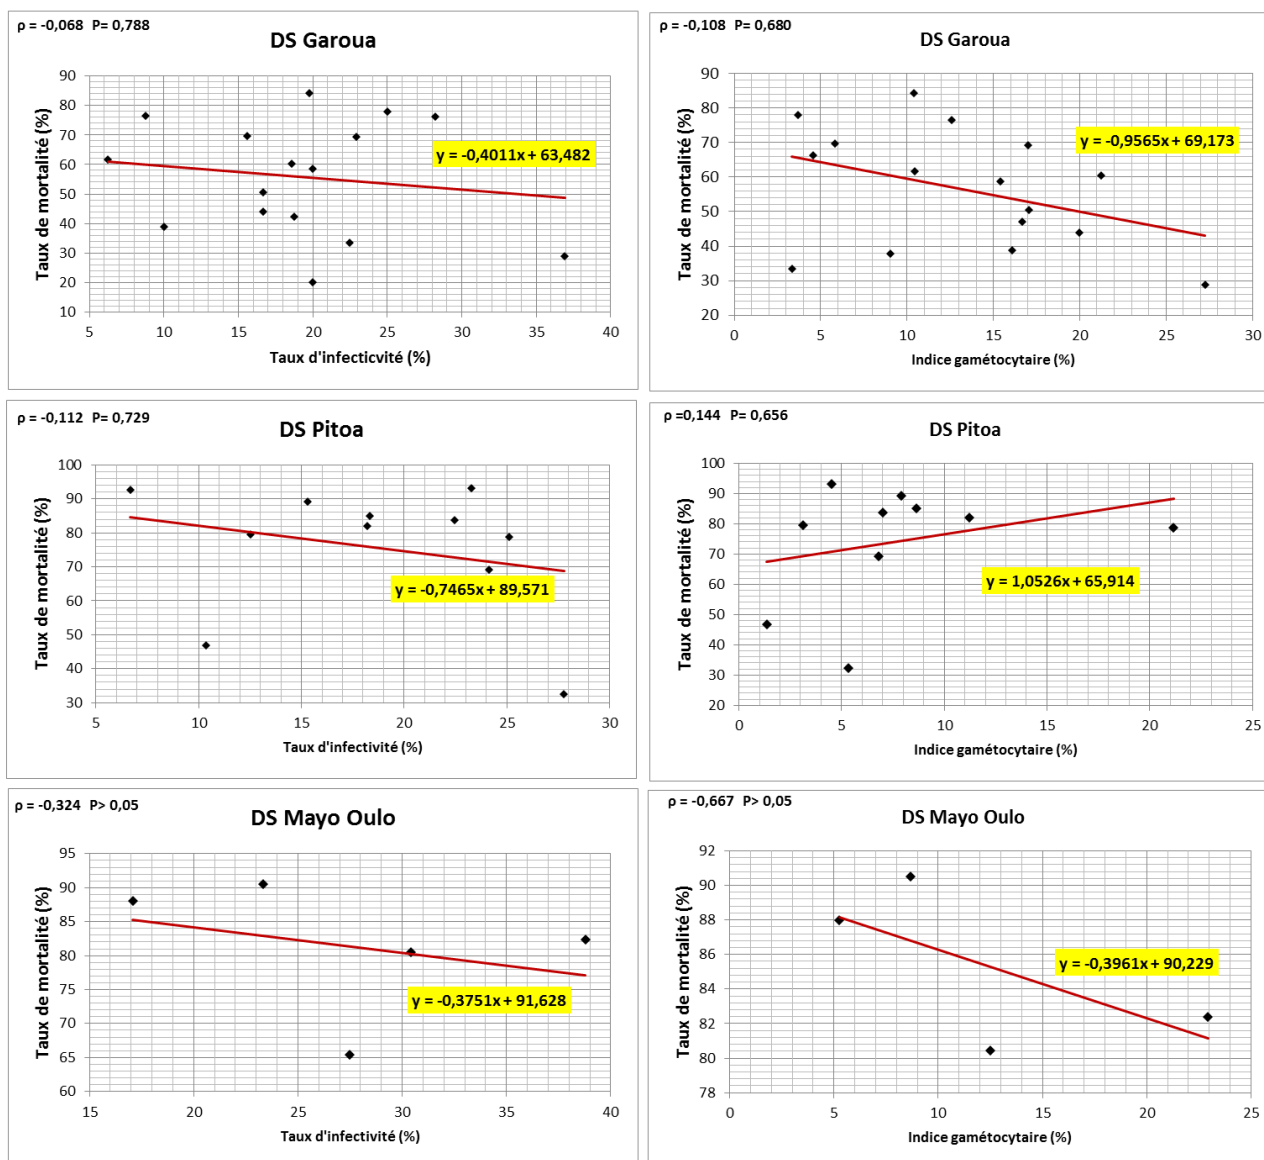 ρ = -0,068 P= 0,788
DS Garoua
Taux de mortalité (%)
90
80
70
60
50
40
30
20
10
y = -0,4011x + 63,482
5 10 15 20 25 30 35 40
Taux d'infecticvité (%)
ρ = -0,108 P= 0,680
DS Garoua
Taux de mortalité (%)
90
80
70
60
50
40
30
20
y = -0,9565x + 69,173
0 5 10 15 20 25 30
Indice gamétocytaire (%)
ρ = -0,112 P= 0,729
DS Pitoa
Taux de mortalité (%)
100
90
80
70
60
50
40
30
y = -0,7465x + 89,571
5 10 15 20 25 30
Taux d'infectivité (%)
ρ =0,144 P= 0,656
DS Pitoa
Taux de mortalité (%)
100
90
80
70
60
50
40
30
20
y = 1,0526x + 65,914
0 5 10 15 20 25
Indice gamétocytaire (%)
ρ = -0,324 P> 0,05
DS Mayo Oulo
Taux de mortalité (%)
95
90
85
80
75
70
65
60
y = -0,3751x + 91,628
15 20 25 30 35 40
Taux d'infectivité (%)
ρ = -0,667 P> 0,05
DS Mayo Oulo
Taux de mortalité (%)
92
90
88
86
84
82
80
78
y = -0,3961x + 90,229
0 5 10 15 20 25
Indice gamétocytaire (%)